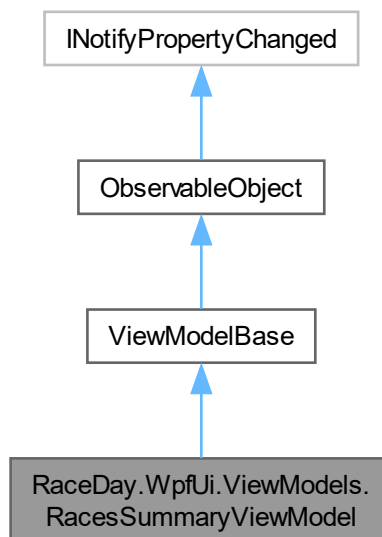 INotifyPropertyChanged
ObservableObject
ViewModelBase
RaceDay.WpfUi.ViewModels.
RacesSummaryViewModel